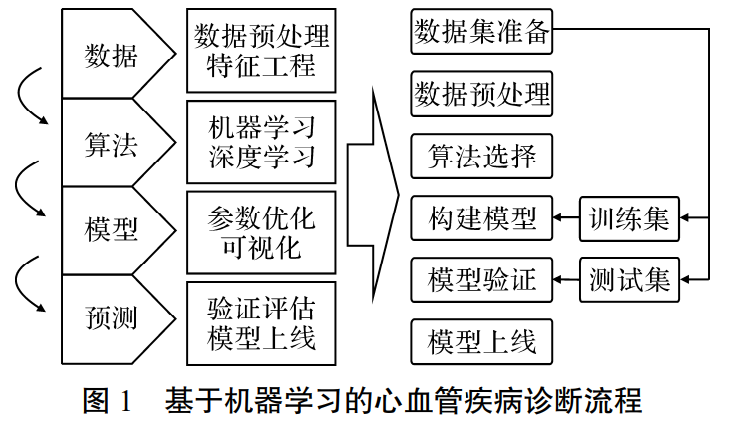 数据
数据预处理
特征工程
算法
机器学习
深度学习
模型
参数优化
可视化
预测
验证评估
模型上线
数据集准备
数据预处理
算法选择
构建模型
训练集
模型验证
测试集
模型上线
图 1 基于机器学习的心血管疾病诊断流程